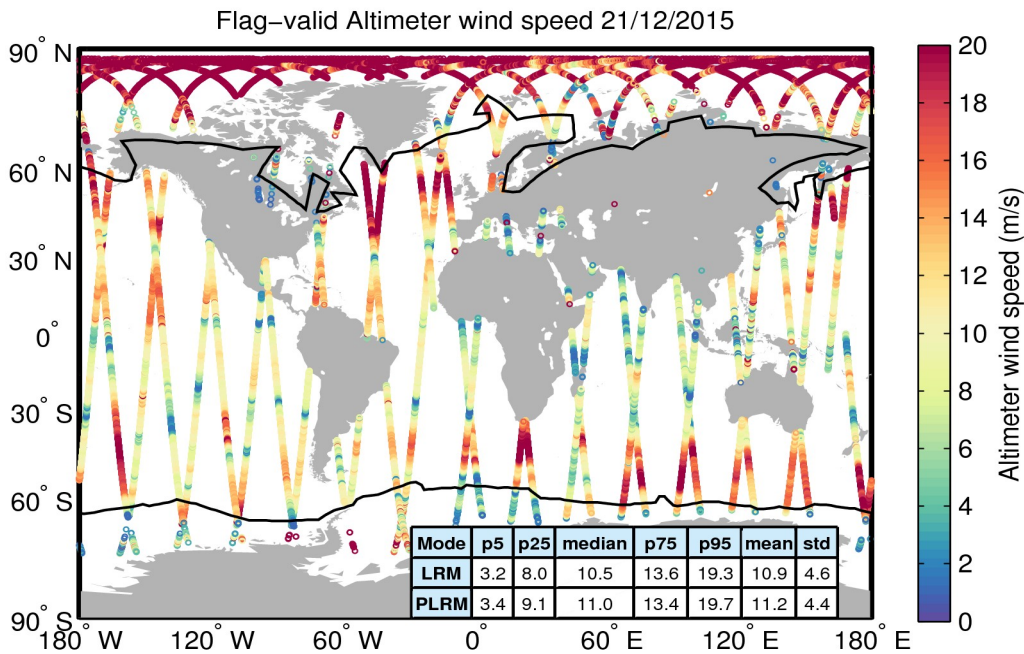 Flag−valid Altimeter wind speed 21/12/2015
90° N
60° N
30° N
0°
30° S
60° S
90° S
180° W
120° W
60° W
0°
60° E
120° E
180° E
Mode p5 p25 median p75 p95 mean std
LRM 3.2 8.0 10.5 13.6 19.3 10.9 4.6
PLRM 3.4 9.1 11.0 13.4 19.7 11.2 4.4
20
18
16
14
12
10
8
6
4
2
0
Altimeter wind speed (m/s)